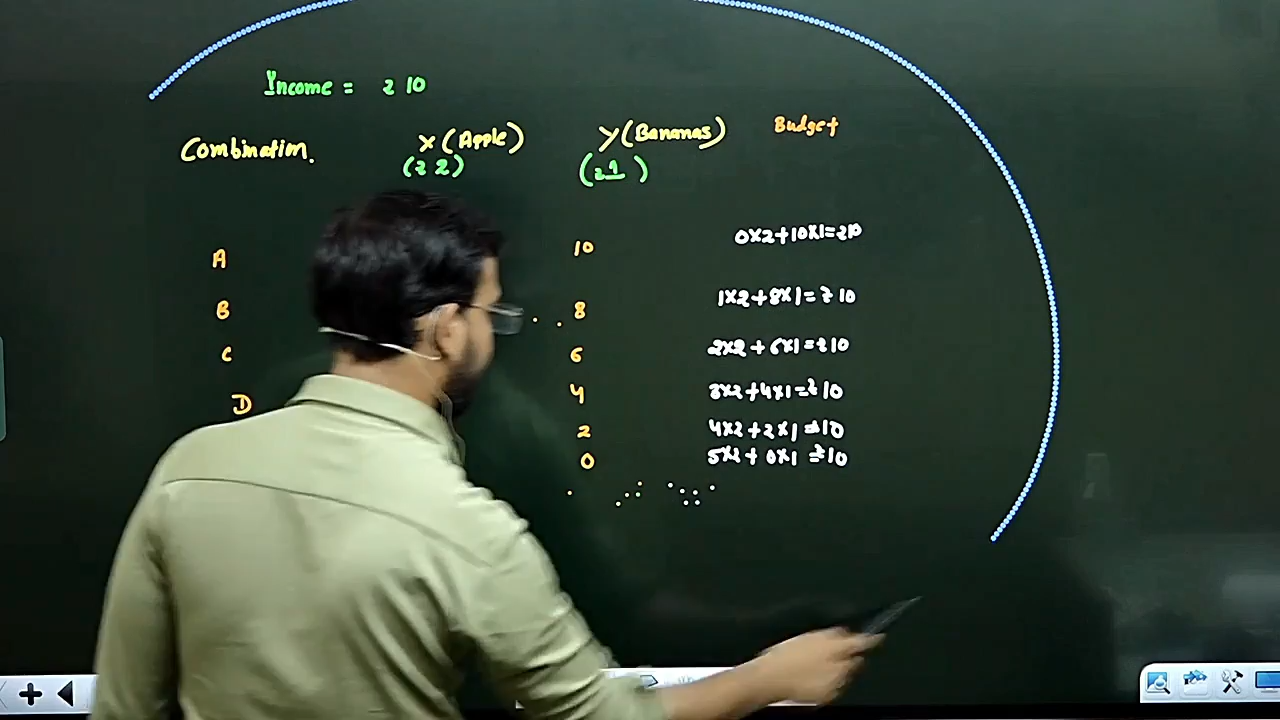 Income = ₹ 10
Combination. X (Apple) Y (Bananas) Budget
(₹ 2) (₹ 1)
A 10 0X2+10X1=₹10
B 8 1X2+8X1=₹ 10
C 6 2X2 + 6X1=₹10
D 4 3X2+4X1=₹ 10
2 4X2+2X1=₹10
0 5X2+ 0X1 =₹10